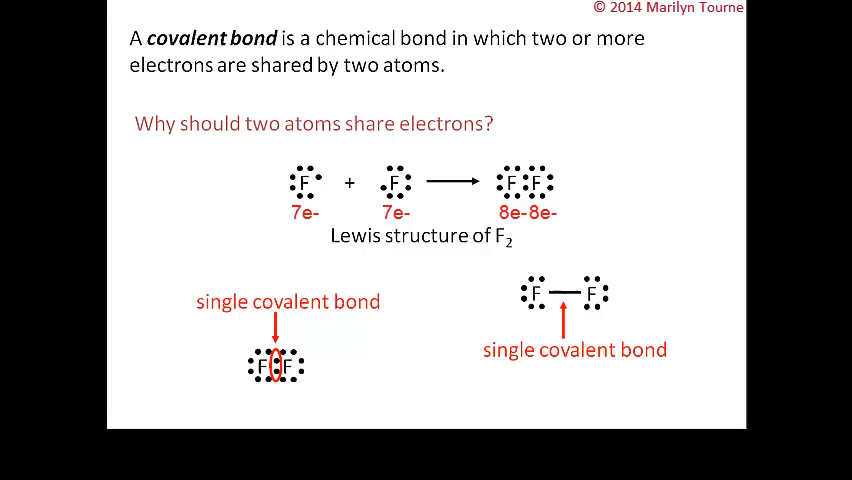 © 2014 Marilyn Tourne
A covalent bond is a chemical bond in which two or more
electrons are shared by two atoms.
Why should two atoms share electrons?
F + F F F
7e- 7e- 8e- 8e-
Lewis structure of F₂
F F
single covalent bond
single covalent bond
F F